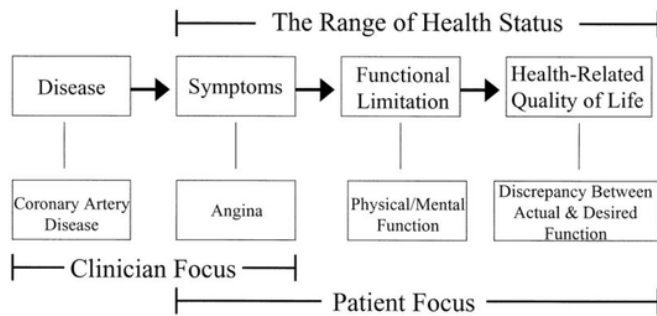 The Range of Health Status
Disease
Symptoms
Functional
Limitation
Health-Related
Quality of Life
Coronary Artery
Disease
Angina
Physical/Mental
Function
Discrepancy Between
Actual & Desired
Function
Clinician Focus
Patient Focus